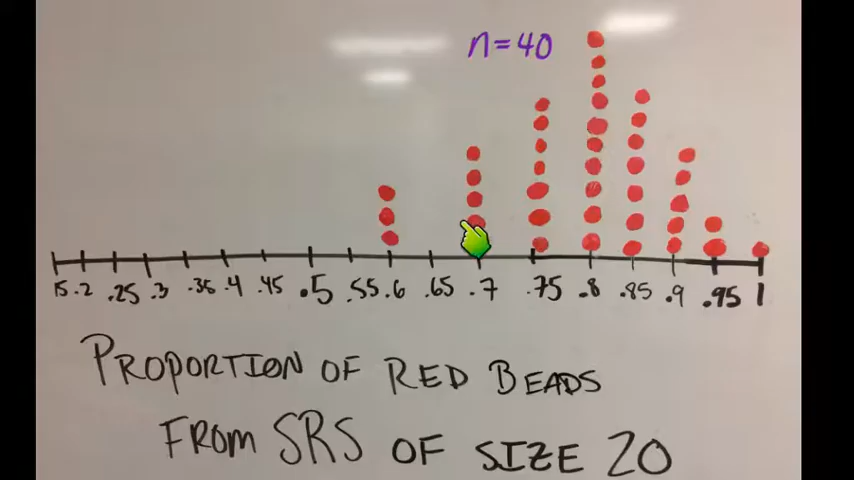 n=40
15 .2 .25 .3 .35 .4 .45 .5 .55 .6 .65 .7 .75 .8 .85 .9 .95 1
PROPORTION OF RED BEADS
FROM SRS OF SIZE 20